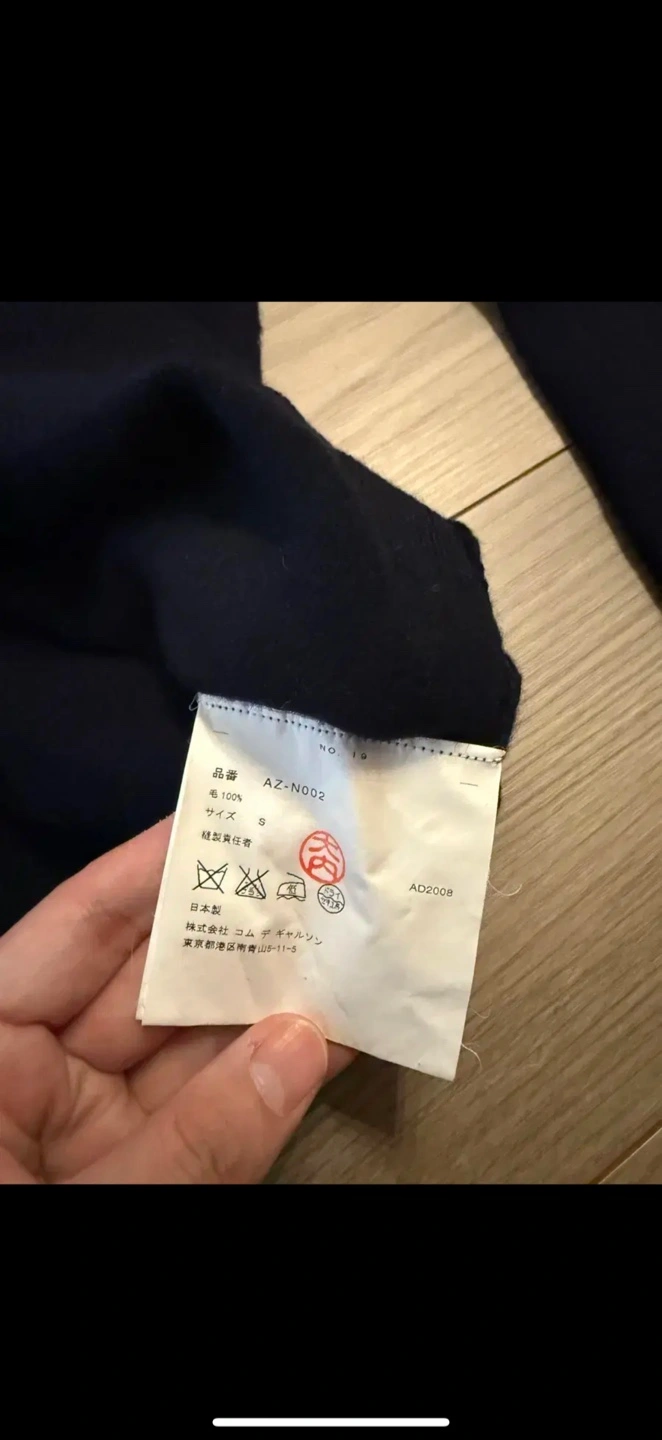 NO. 19
品番 AZ-N002
毛 100%
サイズ S
縫製責任者
大内
AD2008
日本製
株式会社 コム デ ギャルソン
東京都港区南青山5-11-5